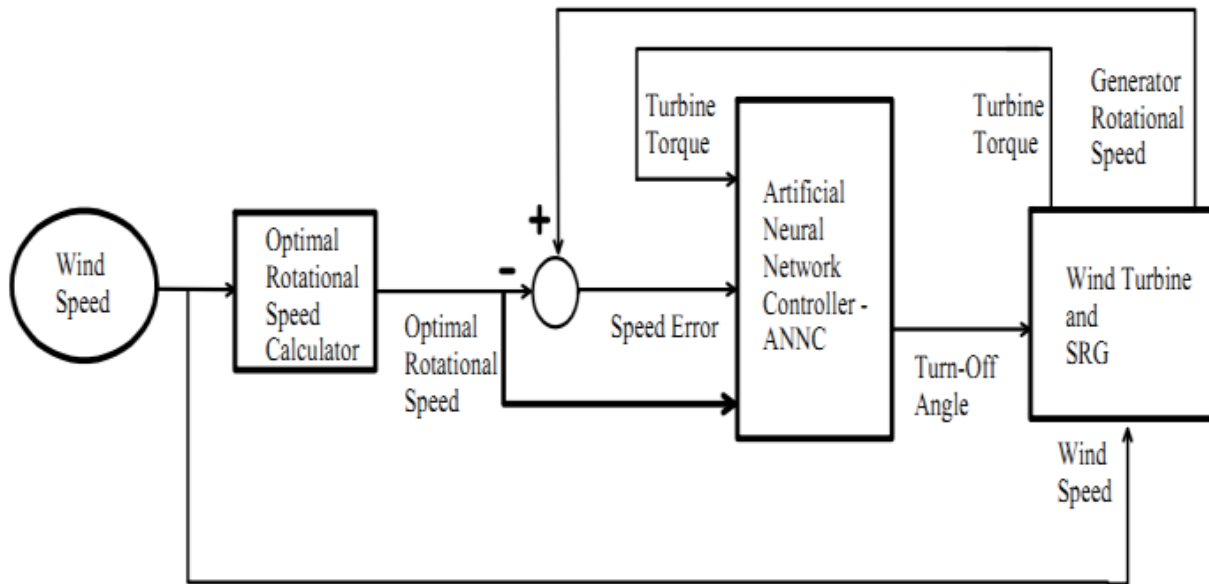 Wind
Speed
Optimal
Rotational
Speed
Calculator
Optimal
Rotational
Speed
+
-
Speed Error
Turbine
Torque
Artificial
Neural
Network
Controller -
ANNC
Turn-Off
Angle
Turbine
Torque
Generator
Rotational
Speed
Wind Turbine
and
SRG
Wind
Speed